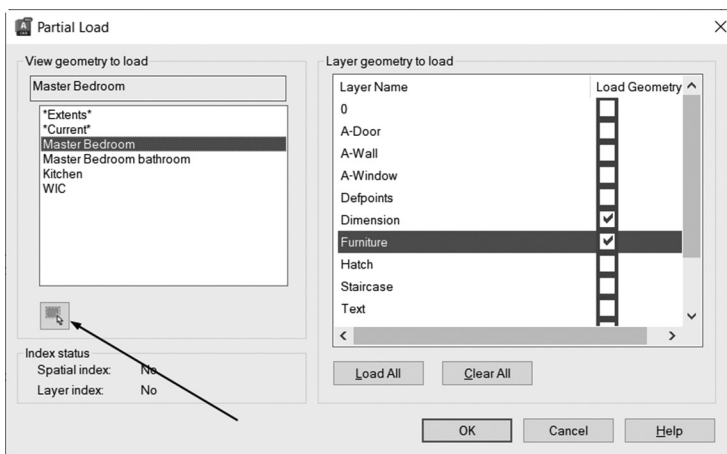 Partial Load
View geometry to load
Master Bedroom
*Extents*
*Current*
Master Bedroom
Master Bedroom bathroom
Kitchen
WIC
Index status
Spatial index: No
Layer index: No
Layer geometry to load
Layer Name Load Geometry
0
A-Door
A-Wall
A-Window
Defpoints
Dimension
Furniture
Hatch
Staircase
Text
Load All Clear All
OK Cancel Help